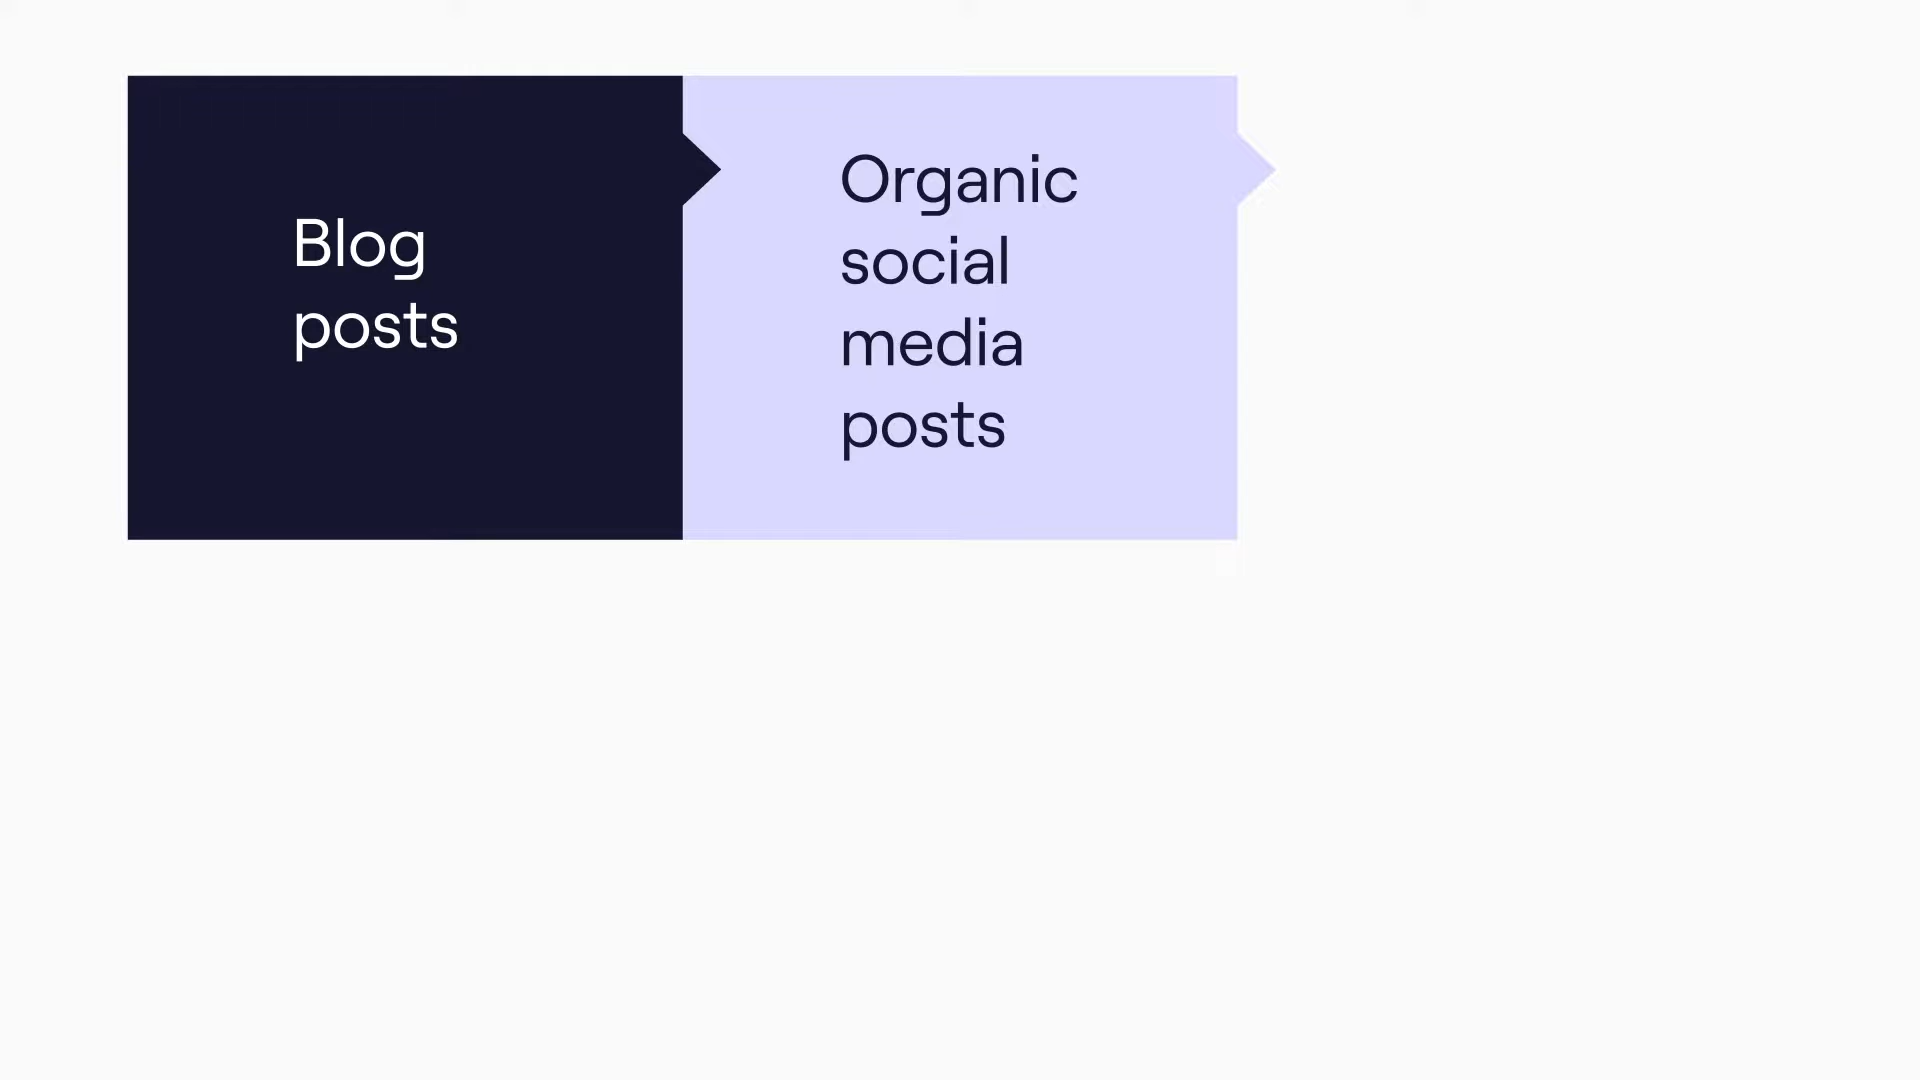 Blog
posts
Organic
social
media
posts